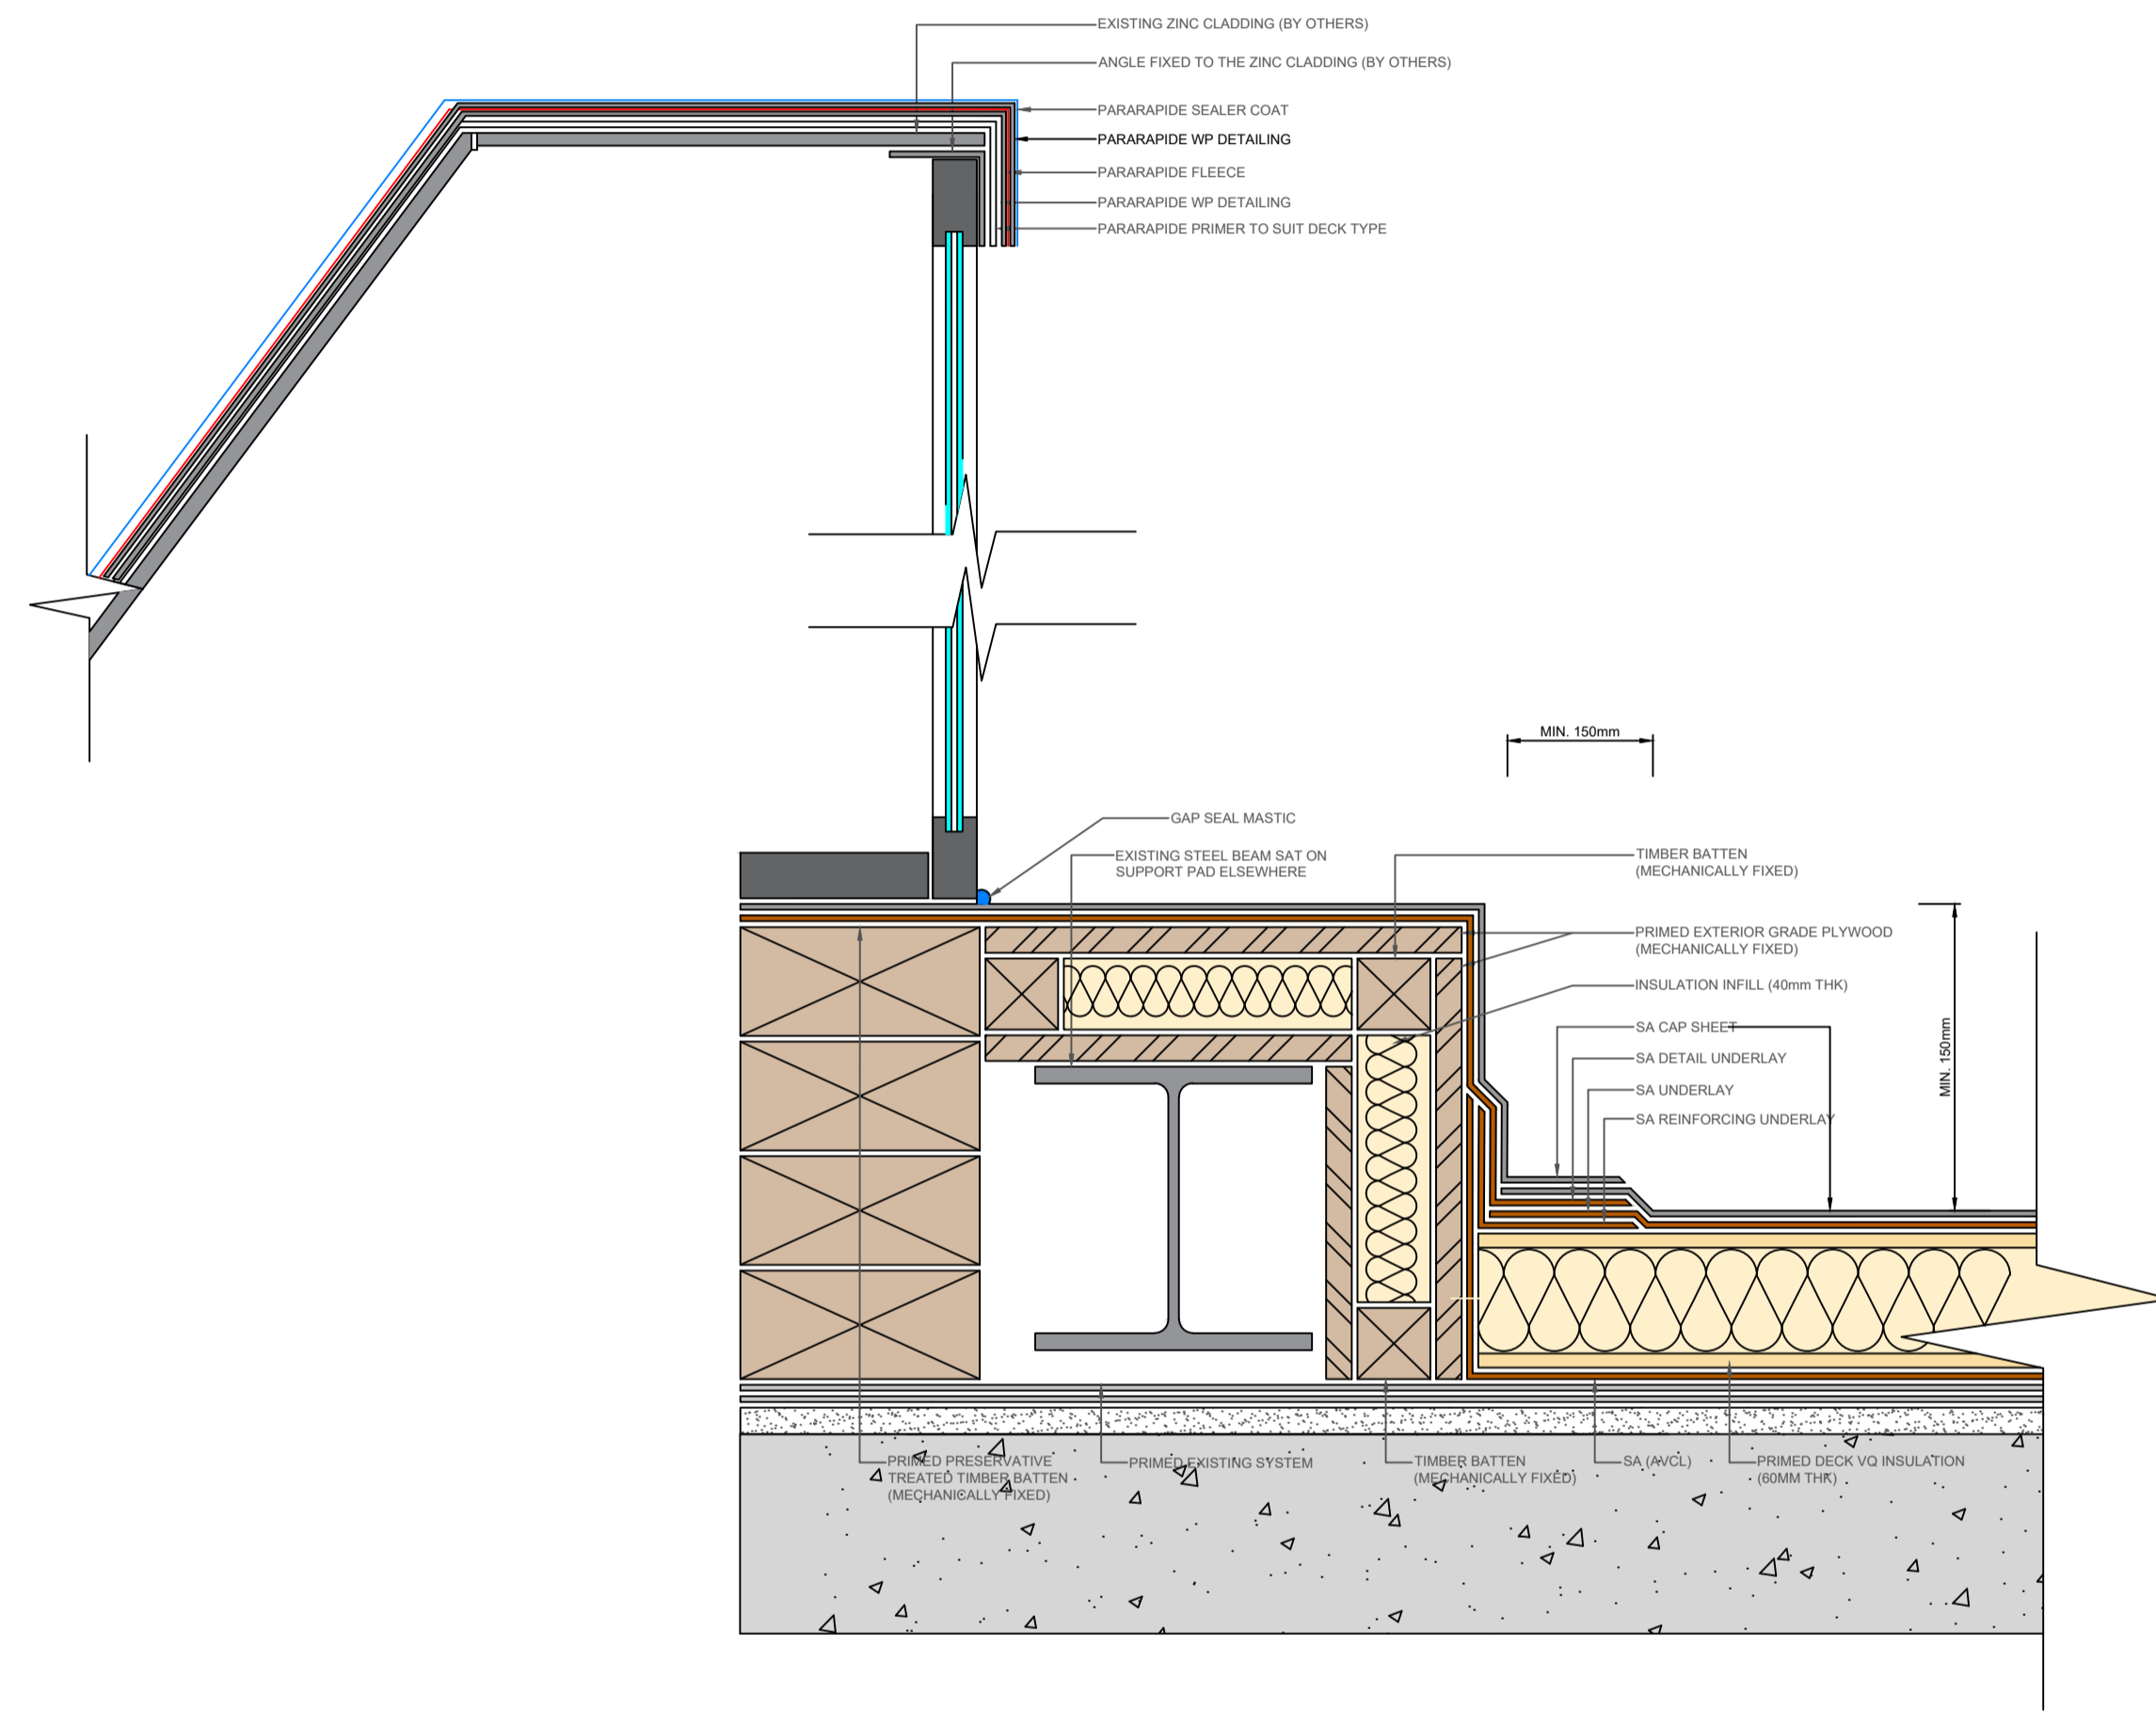 EXISTING ZINC CLADDING (BY OTHERS)
ANGLE FIXED TO THE ZINC CLADDING (BY OTHERS)
PARARAPIDE SEALER COAT
PARARAPIDE WP DETAILING
PARARAPIDE FLEECE
PARARAPIDE WP DETAILING
PARARAPIDE PRIMER TO SUIT DECK TYPE
MIN. 150mm
GAP SEAL MASTIC
EXISTING STEEL BEAM SAT ON
SUPPORT PAD ELSEWHERE
TIMBER BATTEN
(MECHANICALLY FIXED)
PRIMED EXTERIOR GRADE PLYWOOD
(MECHANICALLY FIXED)
INSULATION INFILL (40mm THK)
SA CAP SHEET
SA DETAIL UNDERLAY
SA UNDERLAY
SA REINFORCING UNDERLAY
MIN. 150mm
PRIMED PRESERVATIVE
TREATED TIMBER BATTEN
(MECHANICALLY FIXED)
PRIMED EXISTING SYSTEM
TIMBER BATTEN
(MECHANICALLY FIXED)
SA (AVCL)
PRIMED DECK VQ INSULATION
(60MM THK)